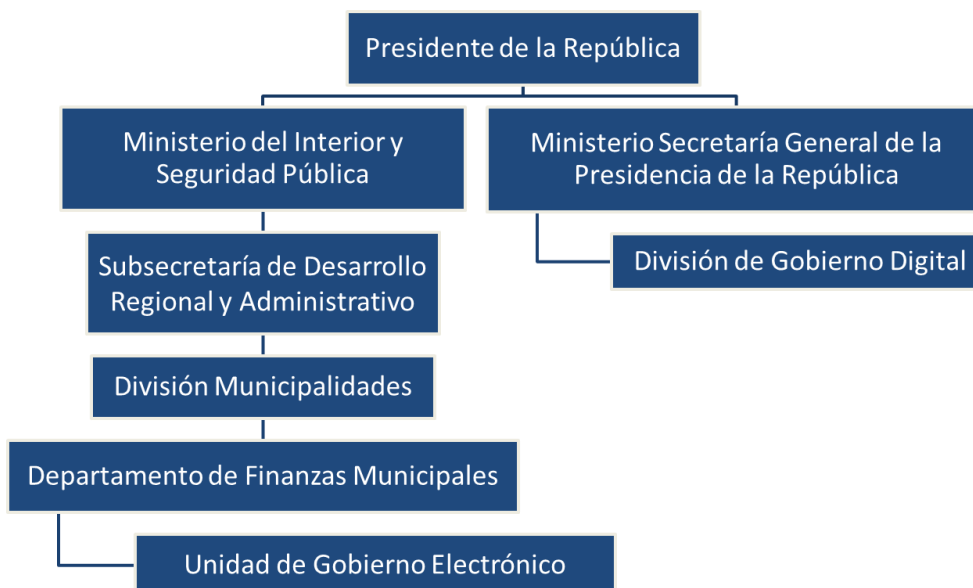 Presidente de la República
Ministerio del Interior y
Seguridad Pública
Ministerio Secretaría General de la
Presidencia de la República
Subsecretaría de Desarrollo
Regional y Administrativo
División de Gobierno Digital
División Municipalidades
Departamento de Finanzas Municipales
Unidad de Gobierno Electrónico